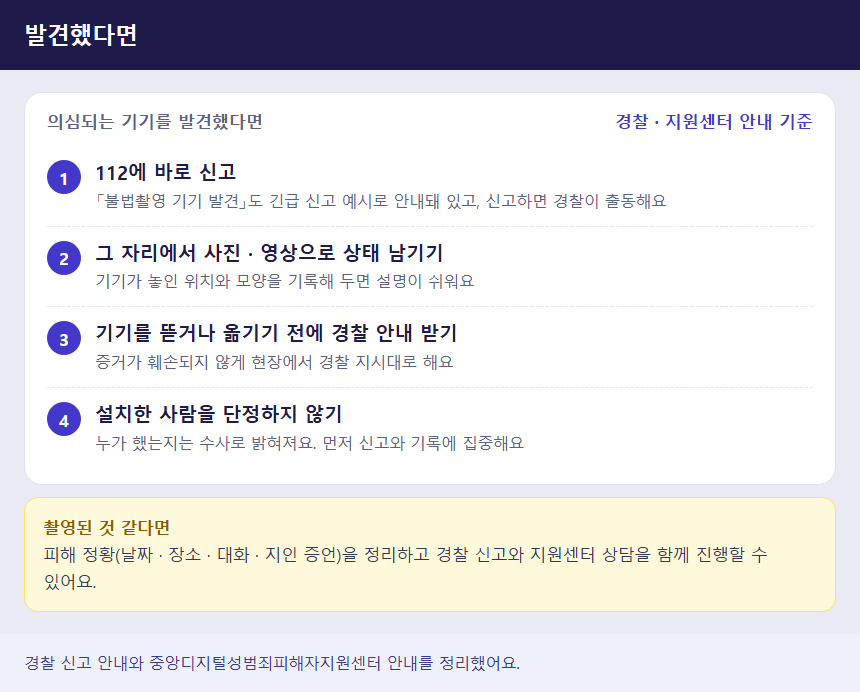 발견했다면
의심되는 기기를 발견했다면
경찰 · 지원센터 안내 기준
1
112에 바로 신고
「불법촬영 기기 발견」도 긴급 신고 예시로 안내돼 있고, 신고하면 경찰이 출동해요
2
그 자리에서 사진 · 영상으로 상태 남기기
기기가 놓인 위치와 모양을 기록해 두면 설명이 쉬워요
3
기기를 뜯거나 옮기기 전에 경찰 안내 받기
증거가 훼손되지 않게 현장에서 경찰 지시대로 해요
4
설치한 사람을 단정하지 않기
누가 했는지는 수사로 밝혀져요. 먼저 신고와 기록에 집중해요
촬영된 것 같다면
피해 정황(날짜 · 장소 · 대화 · 지인 증언)을 정리하고 경찰 신고와 지원센터 상담을 함께 진행할 수
있어요.
경찰 신고 안내와 중앙디지털성범죄피해자지원센터 안내를 정리했어요.